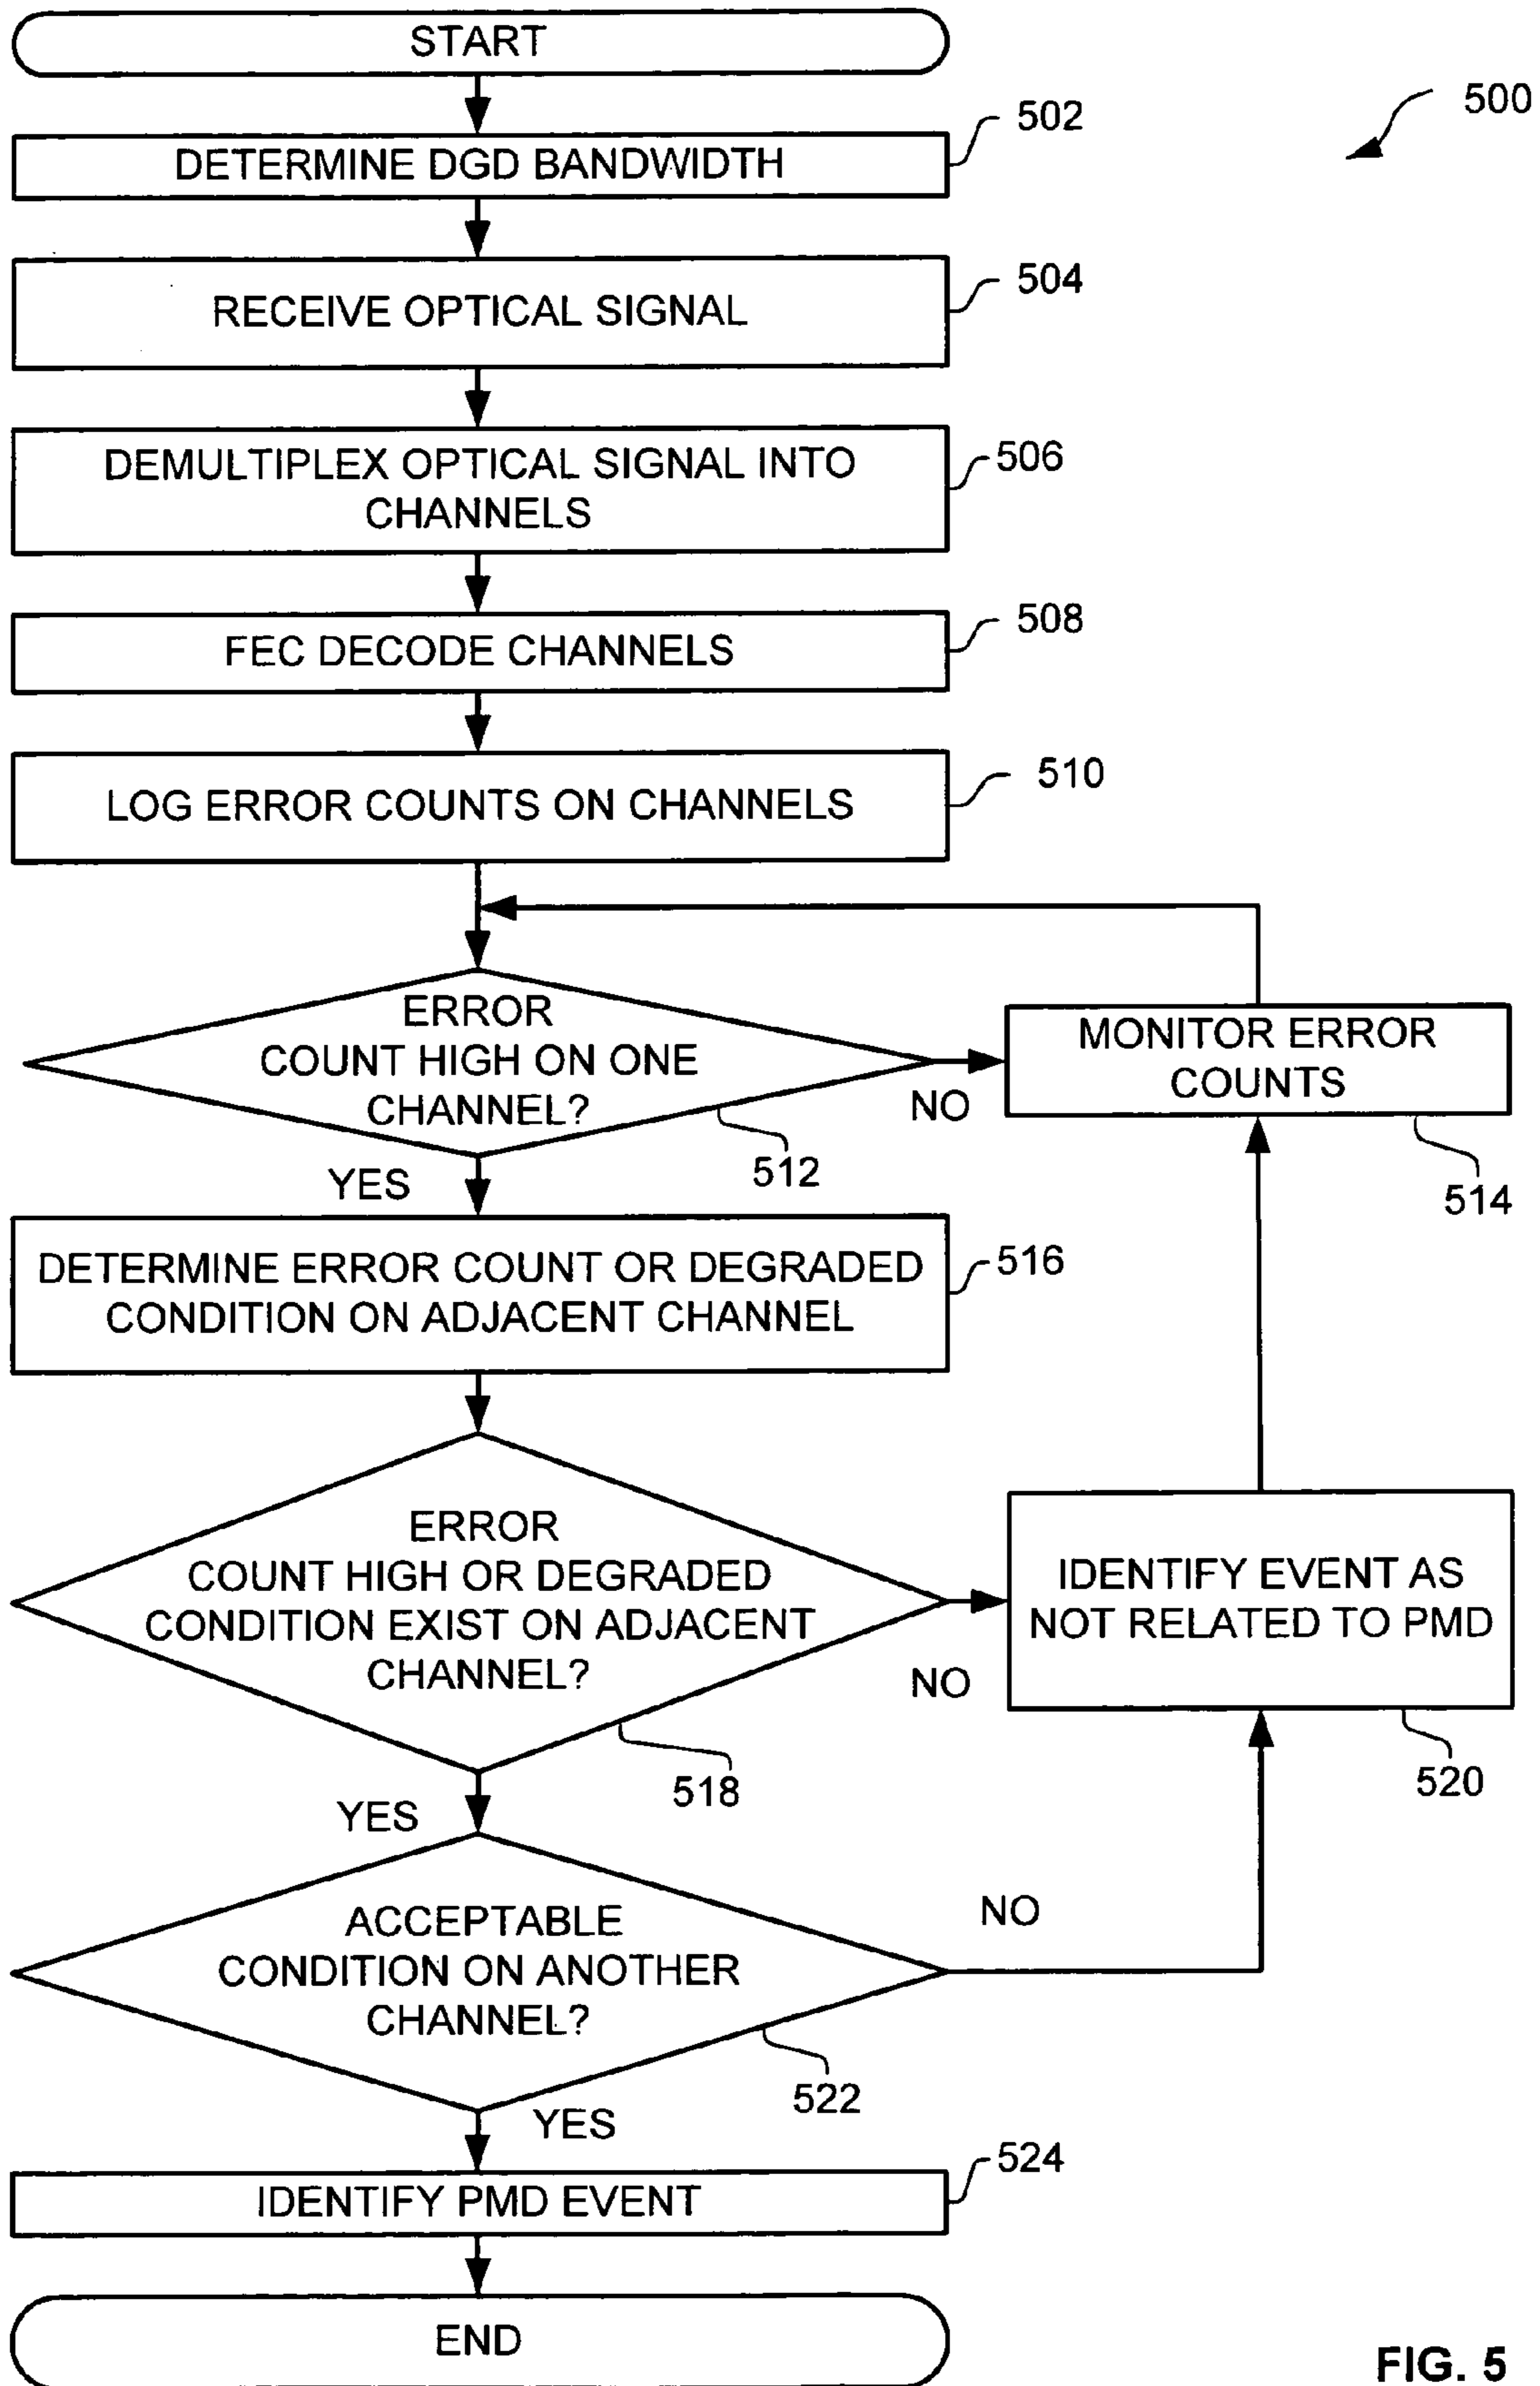 START
500
502
DETERMINE DGD BANDWIDTH
504
RECEIVE OPTICAL SIGNAL
506
DEMULTIPLEX OPTICAL SIGNAL INTO
CHANNELS
508
FEC DECODE CHANNELS
510
LOG ERROR COUNTS ON CHANNELS
ERROR
COUNT HIGH ON ONE
CHANNEL?
NO
512
YES
MONITOR ERROR
COUNTS
514
DETERMINE ERROR COUNT OR DEGRADED
CONDITION ON ADJACENT CHANNEL
516
ERROR
COUNT HIGH OR DEGRADED
CONDITION EXIST ON ADJACENT
CHANNEL?
NO
518
YES
IDENTIFY EVENT AS
NOT RELATED TO PMD
520
ACCEPTABLE
CONDITION ON ANOTHER
CHANNEL?
NO
522
YES
524
IDENTIFY PMD EVENT
END
FIG. 5